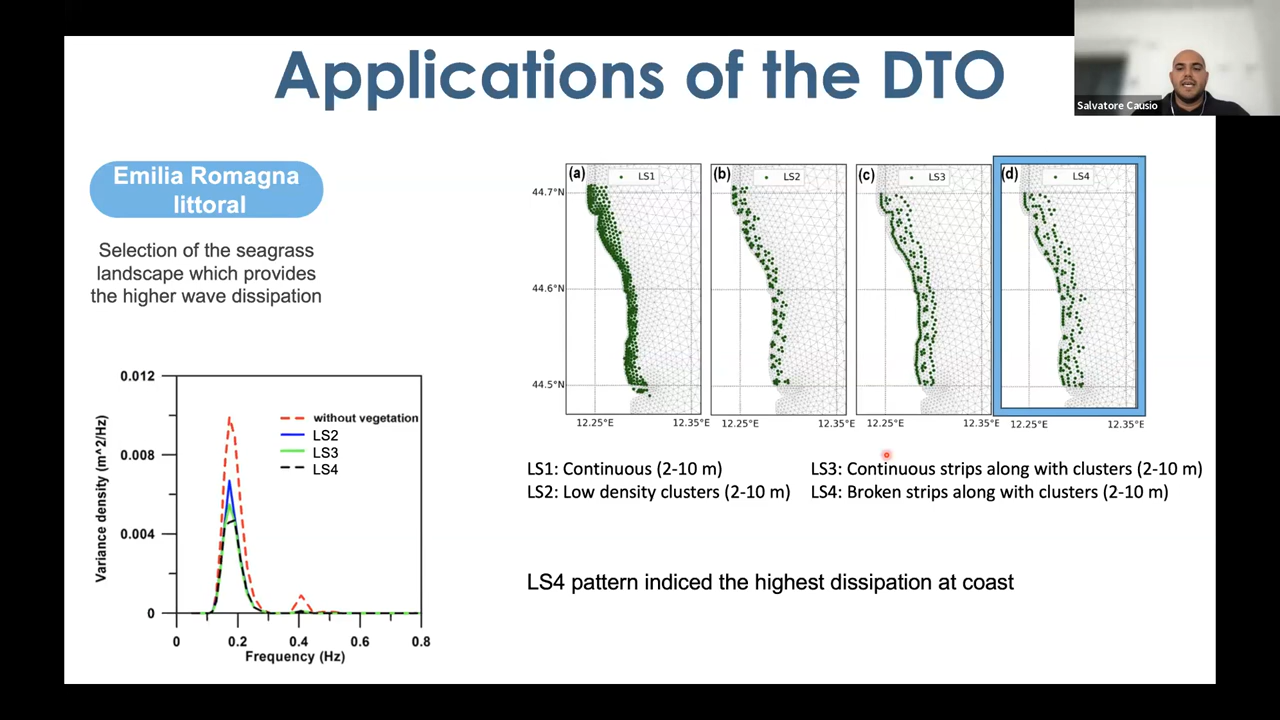 Applications of the DTO
Salvatore Causio
Emilia Romagna
littoral
Selection of the seagrass
landscape which provides
the higher wave dissipation
0.012
0.008
0.004
0
Variance density (m^2/Hz)
without vegetation
LS2
LS3
LS4
0
0.2
0.4
0.6
0.8
Frequency (Hz)
(a)
LS1
(b)
LS2
(c)
LS3
(d)
LS4
44.7°N
44.6°N
44.5°N
12.25°E
12.35°E
12.25°E
12.35°E
12.25°E
12.35°E
12.25°E
12.35°E
LS1: Continuous (2-10 m)
LS2: Low density clusters (2-10 m)
LS3: Continuous strips along with clusters (2-10 m)
LS4: Broken strips along with clusters (2-10 m)
LS4 pattern indiced the highest dissipation at coast